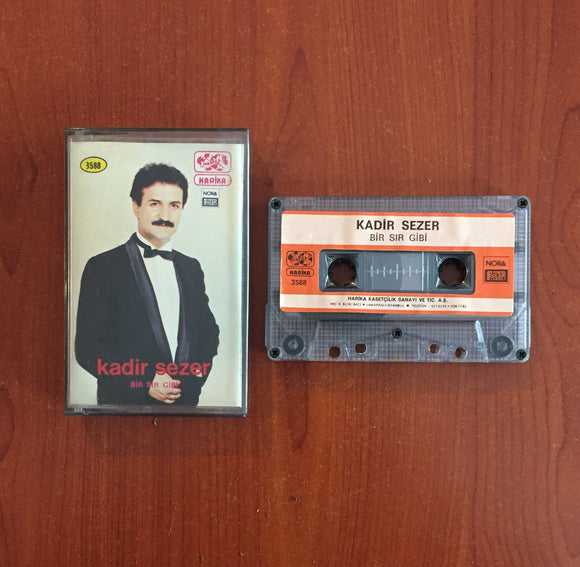 3588
HARİKA
NORA
kadir sezer
BİR SIR GİBİ
KADİR SEZER
BİR SIR GİBİ
HARİKA
3588
NORA
HARİKA KASETÇİLİK SANAYİ VE TİC. A.Ş.